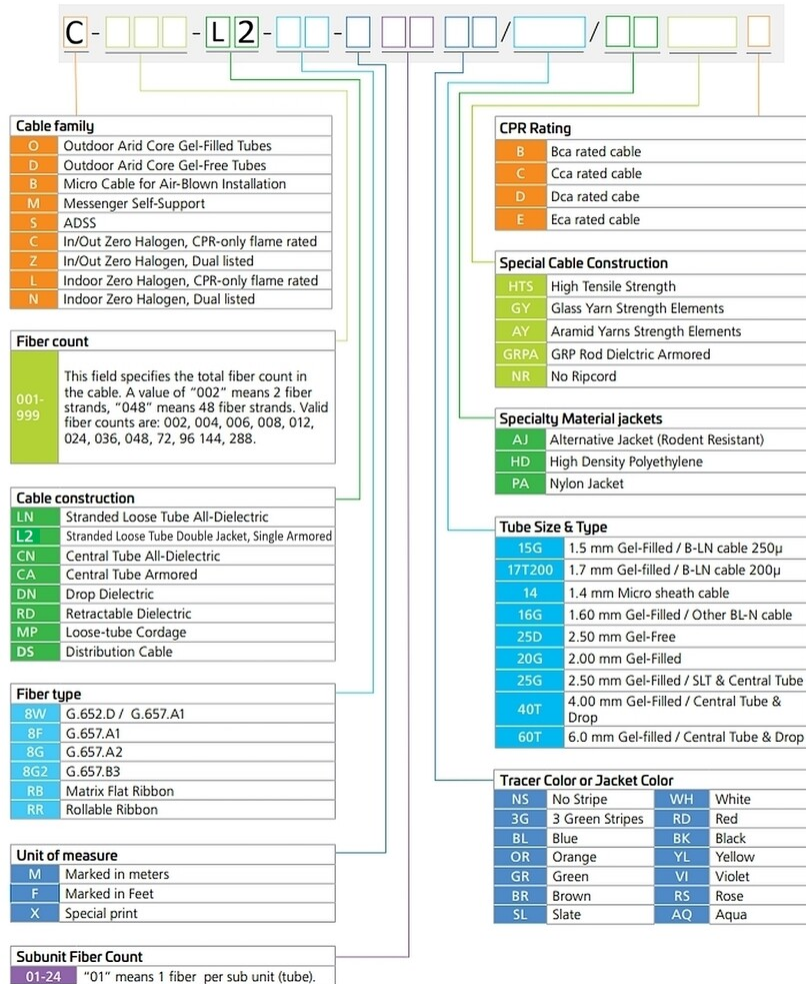 C - - L 2 - - / /
Cable family
O Outdoor Arid Core Gel-Filled Tubes
D Outdoor Arid Core Gel-Free Tubes
B Micro Cable for Air-Blown Installation
M Messenger Self-Support
S ADSS
C In/Out Zero Halogen, CPR-only flame rated
Z In/Out Zero Halogen, Dual listed
L Indoor Zero Halogen, CPR-only flame rated
N Indoor Zero Halogen, Dual listed
Fiber count
001-
999
This field specifies the total fiber count in
the cable. A value of "002" means 2 fiber
strands, "048" means 48 fiber strands. Valid
fiber counts are: 002, 004, 006, 008, 012,
024, 036, 048, 72, 96 144, 288.
Cable construction
LN Stranded Loose Tube All-Dielectric
L2 Stranded Loose Tube Double Jacket, Single Armored
CN Central Tube All-Dielectric
CA Central Tube Armored
DN Drop Dielectric
RD Retractable Dielectric
MP Loose-tube Cordage
DS Distribution Cable
Fiber type
8W G.652.D / G.657.A1
8F G.657.A1
8G G.657.A2
8G2 G.657.B3
RB Matrix Flat Ribbon
RR Rollable Ribbon
Unit of measure
M Marked in meters
F Marked in Feet
X Special print
Subunit Fiber Count
01-24 "01" means 1 fiber per sub unit (tube).
CPR Rating
B Bca rated cable
C Cca rated cable
D Dca rated cabe
E Eca rated cable
Special Cable Construction
HTS High Tensile Strength
GY Glass Yarn Strength Elements
AY Aramid Yarns Strength Elements
GRPA GRP Rod Dielctric Armored
NR No Ripcord
Specialty Material jackets
AJ Alternative Jacket (Rodent Resistant)
HD High Density Polyethylene
PA Nylon Jacket
Tube Size & Type
15G 1.5 mm Gel-Filled / B-LN cable 250µ
17T200 1.7 mm Gel-filled / B-LN cable 200µ
14 1.4 mm Micro sheath cable
16G 1.60 mm Gel-Filled / Other BL-N cable
25D 2.50 mm Gel-Free
20G 2.00 mm Gel-Filled
25G 2.50 mm Gel-Filled / SLT & Central Tube
40T 4.00 mm Gel-Filled / Central Tube &
Drop
60T 6.0 mm Gel-filled / Central Tube & Drop
Tracer Color or Jacket Color
NS No Stripe WH White
3G 3 Green Stripes RD Red
BL Blue BK Black
OR Orange YL Yellow
GR Green VI Violet
BR Brown RS Rose
SL Slate AQ Aqua